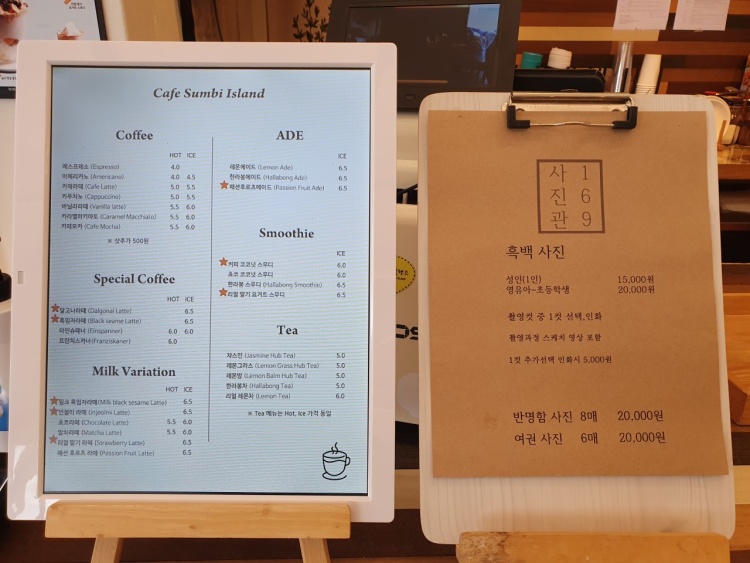 Cafe Sumbi Island
Coffee
HOT ICE
에스프레소 (Espresso) 4.0
아메리카노 (Americano) 4.0 4.5
카페라떼 (Cafe Latte) 5.0 5.5
카푸치노 (Cappuccino) 5.0 5.5
바닐라라떼 (Vanilla latte) 5.5 6.0
카라멜마키아또 (Caramel Macchiato) 5.5 6.0
카페모카 (Cafe Mocha) 5.5 6.0
※ 샷추가 500원
Special Coffee
HOT ICE
달고나라떼 (Dalgonal Latte) 6.5
흑임자라떼 (Black sesme Latte) 6.5
아인슈페너 (Einspanner) 6.0 6.0
프란치스카너 (Franziskaner) 6.0
Milk Variation
HOT ICE
밀크 흑임자라떼 (Milk black sesame Latte) 6.5
인절미 라떼 (injeolmi Latte) 6.5
초코라떼 (Chocolate Latte) 5.5 6.0
말차라떼 (Matcha Latte) 5.5 6.0
리얼 딸기 라떼 (Strawberry Latte) 6.5
패션 후르츠 라떼 (Passion Fruit Latte) 6.5
ADE
ICE
레몬에이드 (Lemon Ade) 6.5
한라봉에이드 (Hallabong Ade) 6.5
패션후르츠에이드 (Passion Fruit Ade) 6.5
Smoothie
ICE
커피 코코넛 스무디 6.0
초코 코코넛 스무디 6.0
한라봉 스무디 (Hallabong Smoothie) 6.5
리얼 딸기 요거트 스무디 6.5
Tea
자스민 (Jasmine Hub Tea) 5.0
레몬그라스 (Lemon Grass Hub Tea) 5.0
레몬밤 (Lemon Balm Hub Tea) 5.0
한라봉차 (Hallabong Tea) 5.0
리얼 레몬차 (Lemon Tea) 6.0
※ Tea 메뉴는 Hot, Ice 가격 동일
사진관 169
흑백 사진
성인(1인) 15,000원
영유아~초등학생 20,000원
촬영컷 중 1컷 선택,인화
촬영과정 스케치 영상 포함
1컷 추가선택 인화시 5,000원
반명함 사진 8매 20,000원
여권 사진 6매 20,000원